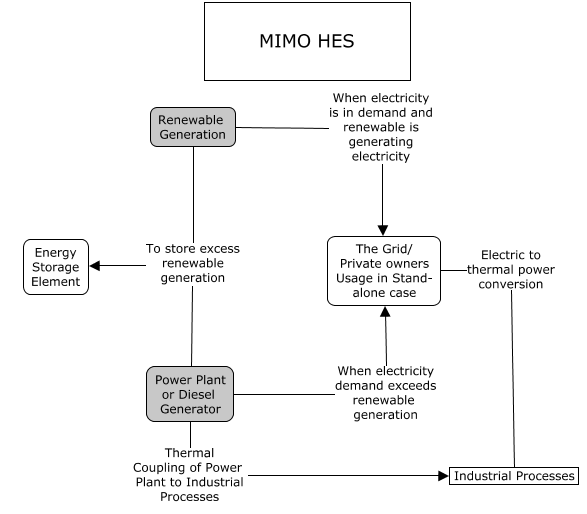 MIMO HES
When electricity
is in demand and
renewable is
generating
electricity
Renewable
Generation
Energy
Storage
Element
To store excess
renewable
generation
The Grid/
Private owners
Usage in Stand-
alone case
Electric to
thermal power
conversion
Power Plant
or Diesel
Generator
When electricity
demand exceeds
renewable
generation
Thermal
Coupling of Power
Plant to Industrial
Processes
Industrial Processes